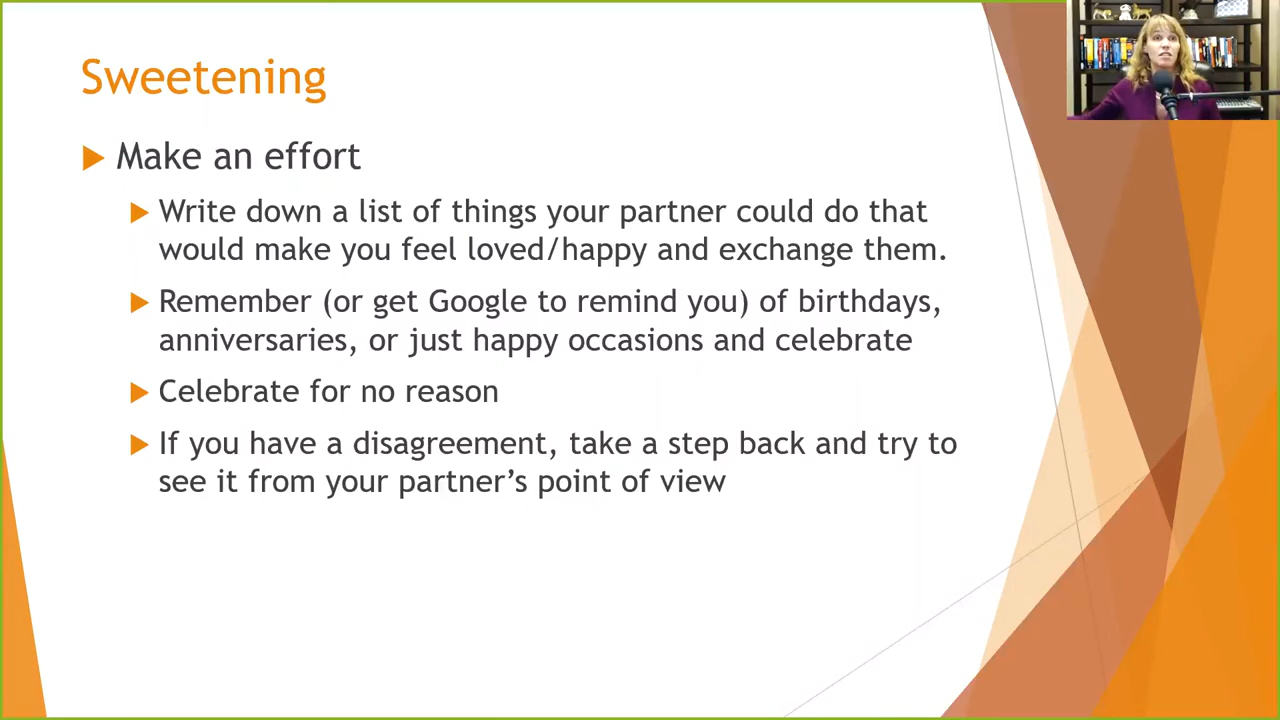 Sweetening
Make an effort
Write down a list of things your partner could do that
would make you feel loved/happy and exchange them.
Remember (or get Google to remind you) of birthdays,
anniversaries, or just happy occasions and celebrate
Celebrate for no reason
If you have a disagreement, take a step back and try to
see it from your partner’s point of view